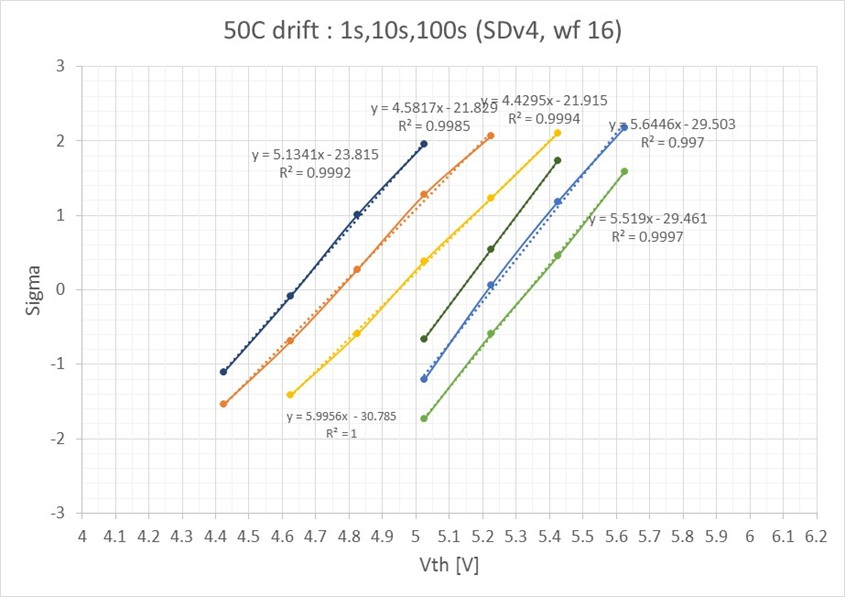 50C drift : 1s,10s,100s (SDv4, wf 16)
y = 4.5817x - 21.829
R² = 0.9985
y = 4.4295x - 21.915
R² = 0.9994
y = 5.6446x - 29.503
R² = 0.997
y = 5.1341x - 23.815
R² = 0.9992
y = 5.519x - 29.461
R² = 0.9997
y = 5.9956x - 30.785
R² = 1
3
2
1
0
-1
-2
-3
Sigma
4 4.1 4.2 4.3 4.4 4.5 4.6 4.7 4.8 4.9 5 5.1 5.2 5.3 5.4 5.5 5.6 5.7 5.8 5.9 6 6.1 6.2
Vth [V]